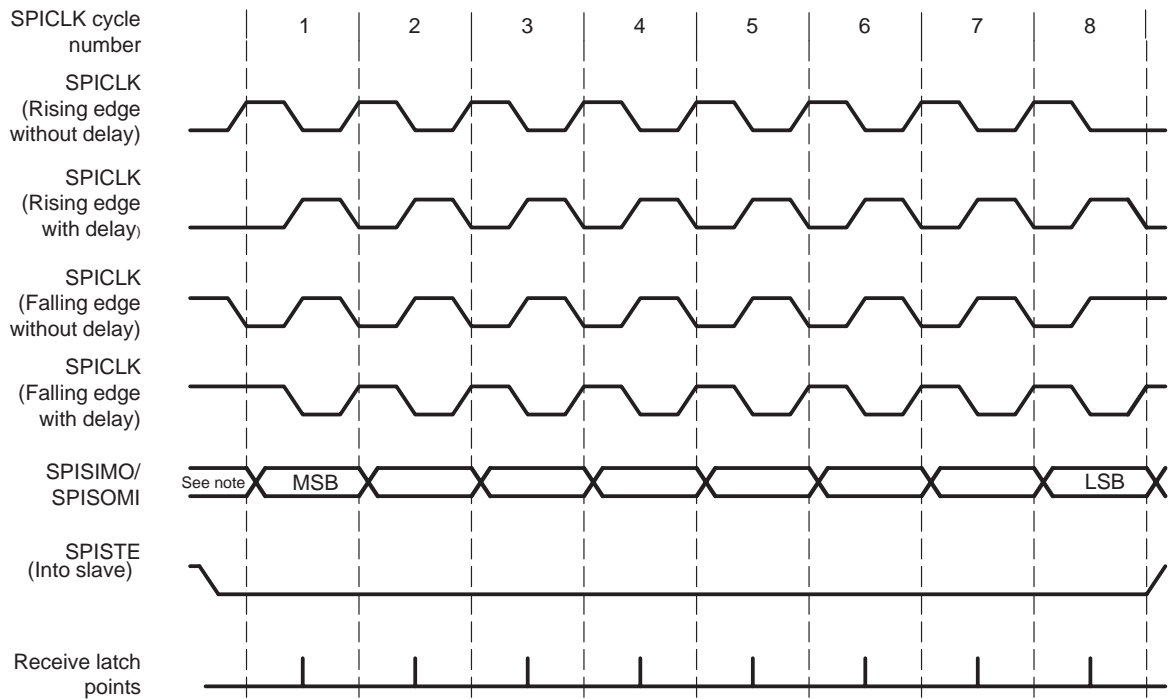 SPICLK cycle
number
1 2 3 4 5 6 7 8
SPICLK
(Rising edge
without delay)
SPICLK
(Rising edge
with delay)
SPICLK
(Falling edge
without delay)
SPICLK
(Falling edge
with delay)
SPISIMO/
SPISOMI
See note MSB LSB
SPISTE
(Into slave)
Receive latch
points